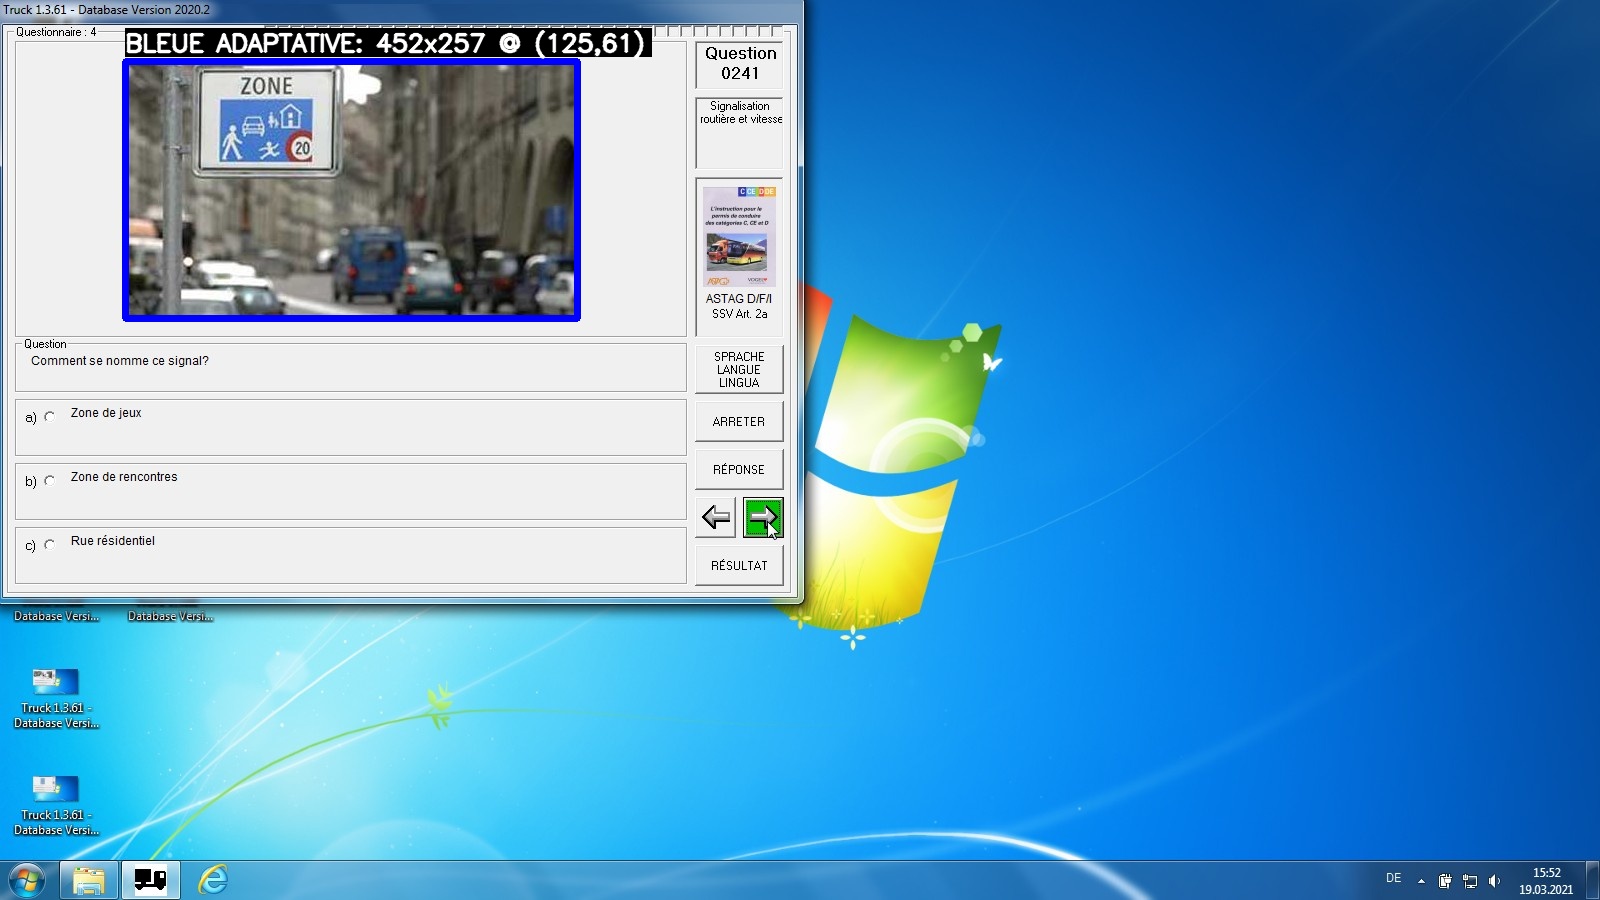 Truck 1.3.61 - Database Version 2020.2
Questionnaire : 4
BLEUE ADAPTATIVE: 452x257 @ (125,61)
ZONE
20
Question
0241
Signalisation
routière et vitesse
C CE D DE
L'instruction pour le
permis de conduire
des catégories C, CE et D
ASTAG D/F/I
SSV Art. 2a
Question
Comment se nomme ce signal?
a) Zone de jeux
b) Zone de rencontres
c) Rue résidentiel
SPRACHE
LANGUE
LINGUA
ARRETER
RÉPONSE
RÉSULTAT
Database Versi...
Database Versi...
Truck 1.3.61 -
Database Versi...
Truck 1.3.61 -
Database Versi...
DE
15:52
19.03.2021